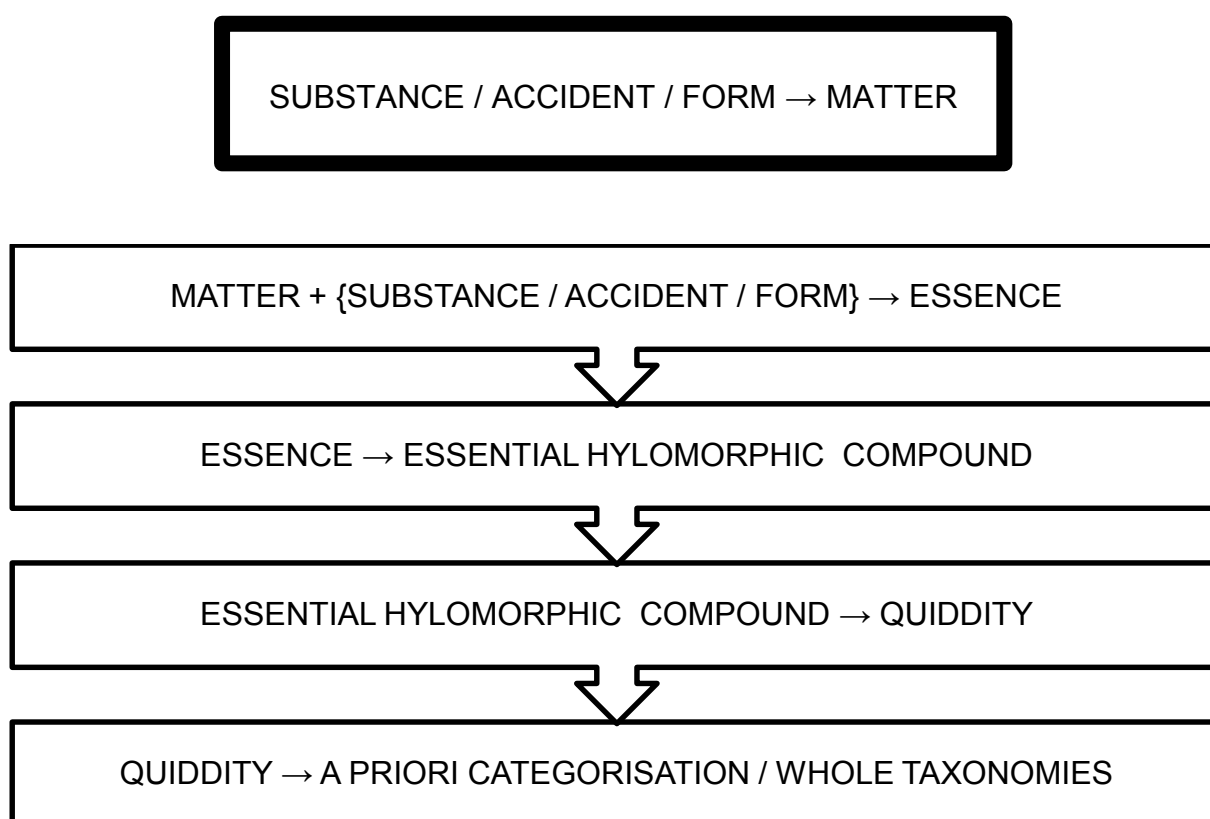 SUBSTANCE / ACCIDENT / FORM → MATTER
MATTER + {SUBSTANCE / ACCIDENT / FORM} → ESSENCE
ESSENCE → ESSENTIAL HYLOMORPHIC COMPOUND
ESSENTIAL HYLOMORPHIC COMPOUND → QUIDDITY
QUIDDITY → A PRIORI CATEGORISATION / WHOLE TAXONOMIES